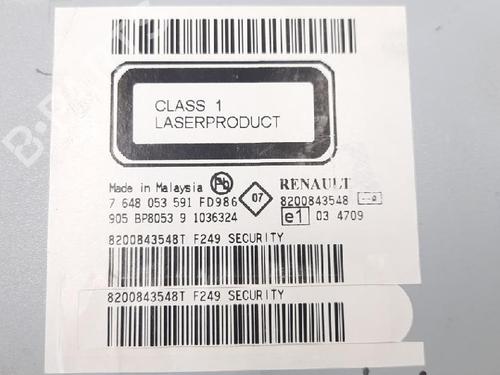 CLASS 1
LASERPRODUCT
Made in Malaysia Pb 07 RENAULT
7 648 053 591 FD986 8200843548
905 BP8053 9 1036324 e1 03 4709
8200843548T F249 SECURITY
8200843548T F249 SECURITY